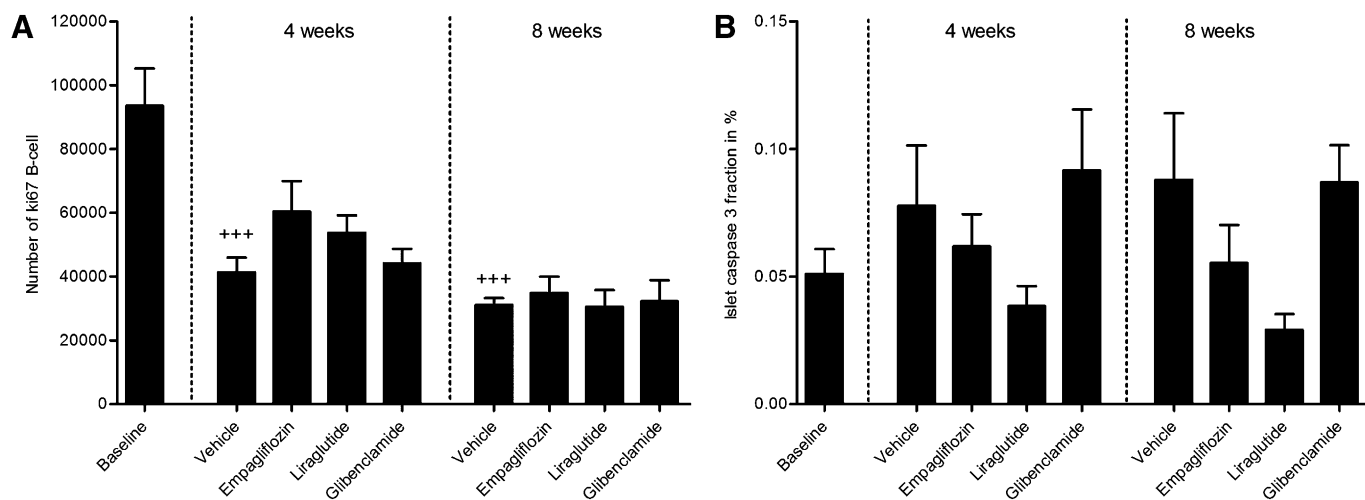 A
4 weeks
8 weeks
Number of ki67 B-cell
120000
100000
80000
60000
40000
20000
0
+++
+++
Baseline
Vehicle
Empagliflozin
Liraglutide
Glibenclamide
Vehicle
Empagliflozin
Liraglutide
Glibenclamide
B
4 weeks
8 weeks
Islet caspase 3 fraction in %
0.15
0.10
0.05
0.00
Baseline
Vehicle
Empagliflozin
Liraglutide
Glibenclamide
Vehicle
Empagliflozin
Liraglutide
Glibenclamide